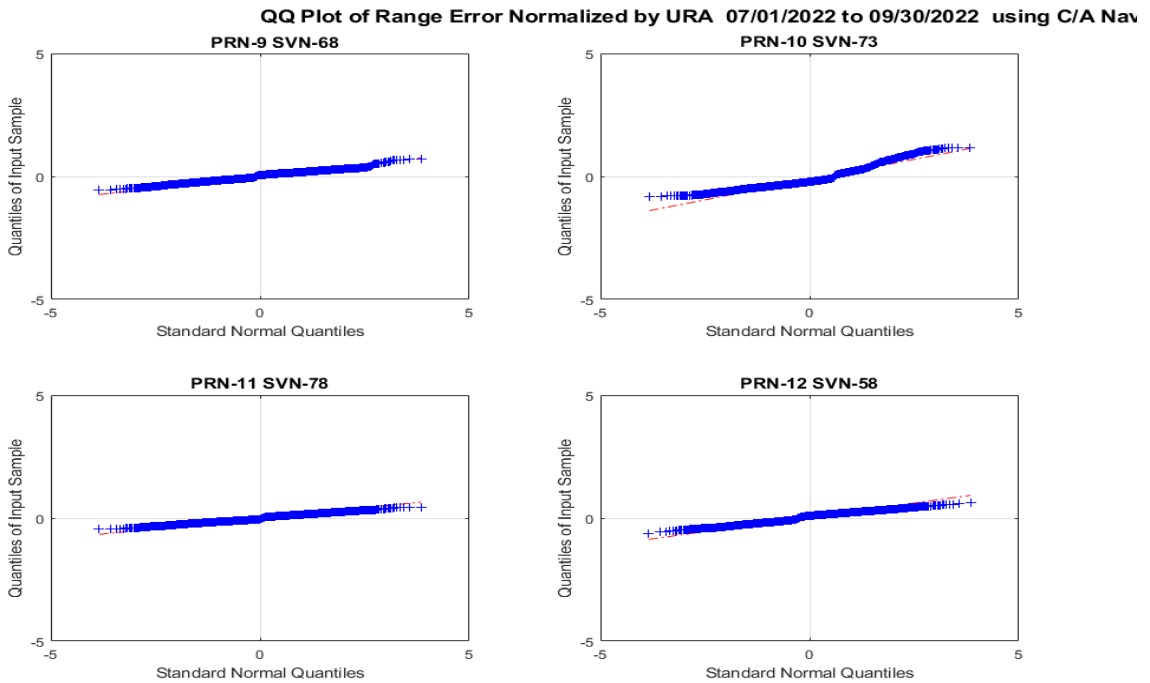 QQ Plot of Range Error Normalized by URA 07/01/2022 to 09/30/2022 using C/A Nav
PRN-9 SVN-68
5
0
-5
Quantiles of Input Sample
-5 0 5
Standard Normal Quantiles
PRN-10 SVN-73
5
0
-5
Quantiles of Input Sample
-5 0 5
Standard Normal Quantiles
PRN-11 SVN-78
5
0
-5
Quantiles of Input Sample
-5 0 5
Standard Normal Quantiles
PRN-12 SVN-58
5
0
-5
Quantiles of Input Sample
-5 0 5
Standard Normal Quantiles